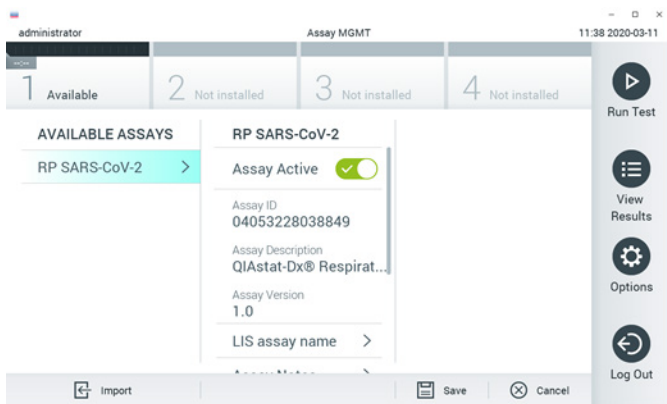 administrator
Assay MGMT
11:38 2020-03-11
1 Available
2 Not installed
3 Not installed
4 Not installed
Run Test
AVAILABLE ASSAYS
RP SARS-CoV-2
RP SARS-CoV-2
Assay Active
Assay ID
04053228038849
Assay Description
QIAstat-Dx® Respirat...
Assay Version
1.0
LIS assay name
View
Results
Options
Log Out
Import
Save
Cancel